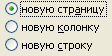 новую страницу
новую колонку
новую строку